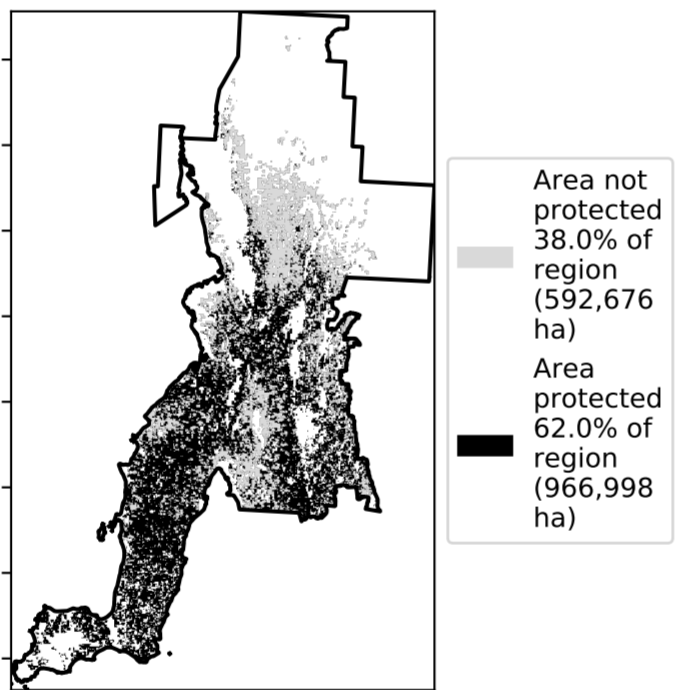 Area not
protected
38.0% of
region
(592,676
ha)
Area
protected
62.0% of
region
(966,998
ha)